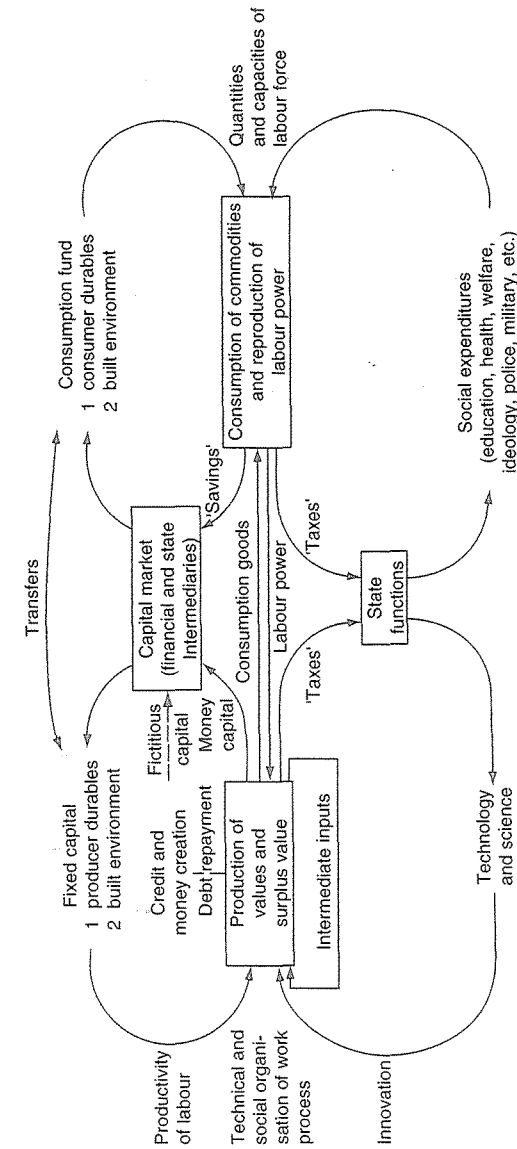 Transfers
Fixed capital
1 producer durables
2 built environment
Consumption fund
1 consumer durables
2 built environment
Productivity
of labour
Credit and
money creation
Debt repayment
Fictitious
capital
Money
capital
Capital market
(financial and state
Intermediaries)
'Savings'
Quantities
and capacities of
labour force
Technical and
social organi-
sation of work
process
Production of
values and
surplus value
Intermediate inputs
Consumption goods
Labour power
Consumption of commodities
and reproduction of
labour power
'Taxes'
'Taxes'
State
functions
Innovation
Technology
and science
Social expenditures
(education, health, welfare,
ideology, police, military, etc.)